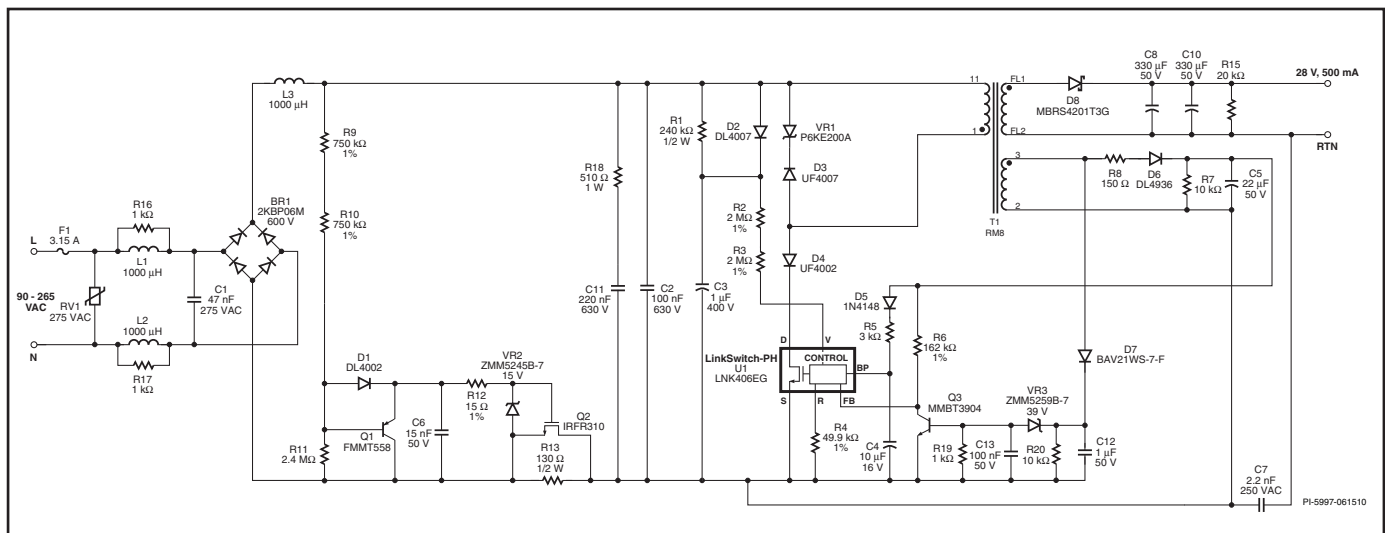 L3
1000 µH
R9
750 kΩ
1%
R10
750 kΩ
1%
R11
2.4 MΩ
R16
1 kΩ
BR1
2KBP06M
600 V
F1
3.15 A
L
L1
1000 µH
90 - 265
VAC
RV1
275 VAC
C1
47 nF
275 VAC
L2
1000 µH
N
R17
1 kΩ
D1
DL4002
Q1
FMMT558
C6
15 nF
50 V
R12
15 Ω
1%
VR2
ZMM5245B-7
15 V
Q2
IRFR310
R13
130 Ω
1/2 W
R18
510 Ω
1 W
C11
220 nF
630 V
C2
100 nF
630 V
R1
240 kΩ
1/2 W
C3
1 µF
400 V
D2
DL4007
VR1
P6KE200A
D3
UF4007
R2
2 MΩ
1%
R3
2 MΩ
1%
D4
UF4002
D5
1N4148
R5
3 kΩ
R6
162 kΩ
1%
LinkSwitch-PH
U1
LNK406EG
D
V
CONTROL
BP
S
R
FB
R4
49.9 kΩ
1%
C4
10 µF
16 V
Q3
MMBT3904
R19
1 kΩ
C13
100 nF
50 V
VR3
ZMM5259B-7
39 V
R20
10 kΩ
C12
1 µF
50 V
D7
BAV21WS-7-F
11
1
FL1
FL2
3
2
T1
RM8
D8
MBRS4201T3G
C8
330 µF
50 V
C10
330 µF
50 V
R15
20 kΩ
28 V, 500 mA
RTN
R8
150 Ω
D6
DL4936
R7
10 kΩ
C5
22 µF
50 V
C7
2.2 nF
250 VAC
PI-5997-061510